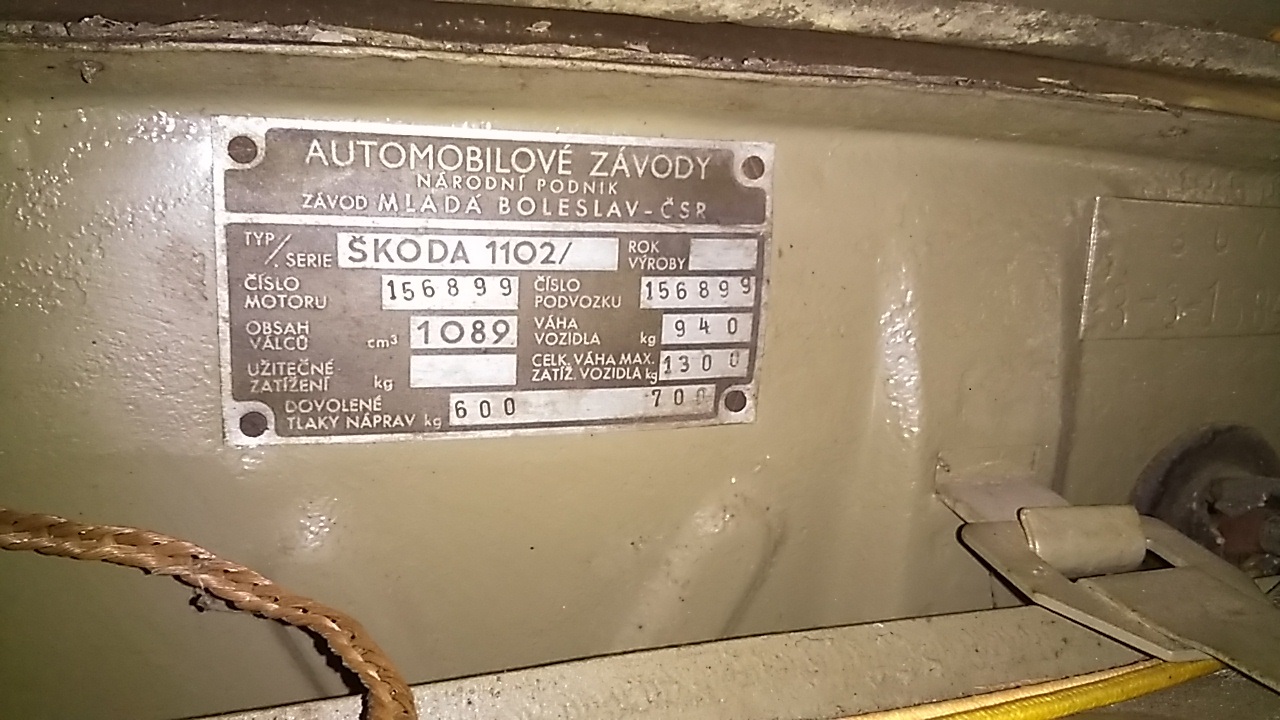 AUTOMOBILOVÉ ZÁVODY
NÁRODNÍ PODNIK
ZÁVOD MLADÁ BOLESLAV-ČSR
TYP/SERIE ŠKODA 1102/ ROK VÝROBY
ČÍSLO MOTORU 156899 ČÍSLO PODVOZKU 156899
OBSAH VÁLCŮ cm³ 1089 VÁHA VOZIDLA kg 940
UŽITEČNÉ ZATÍŽENÍ kg CELK. VÁHA MAX. ZATÍŽ. VOZIDLA kg 1300
DOVOLENÉ TLAKY NÁPRAV kg 600 700